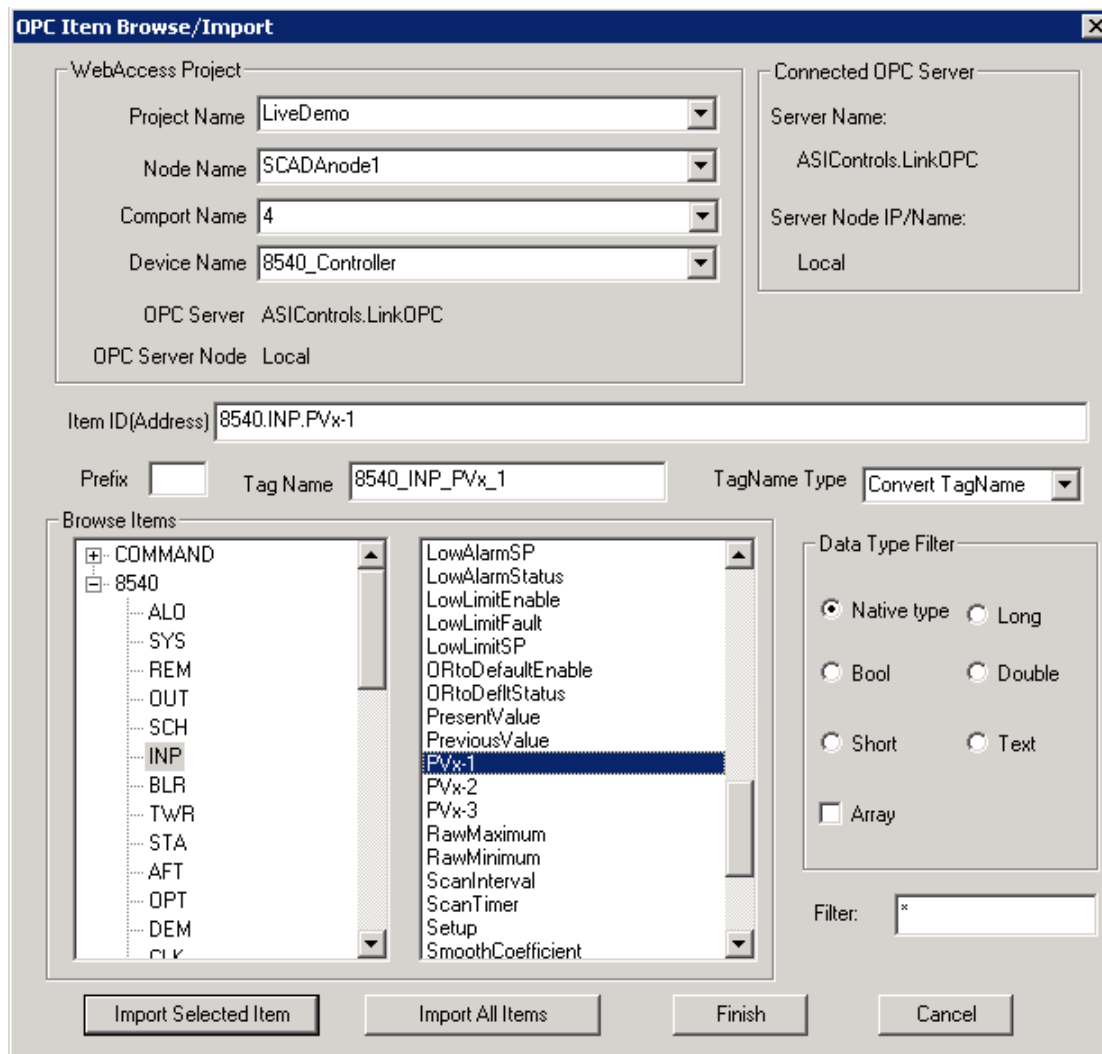 OPC Item Browse/Import
WebAccess Project
Project Name LiveDemo
Node Name SCADAnode1
Comport Name 4
Device Name 8540_Controller
OPC Server ASIControls.LinkOPC
OPC Server Node Local
Connected OPC Server
Server Name:
ASIControls.LinkOPC
Server Node IP/Name:
Local
Item ID(Address) 8540.INP.PVx-1
Prefix Tag Name 8540_INP_PVx_1 TagName Type Convert TagName
Browse Items
COMMAND
8540
ALO
SYS
REM
OUT
SCH
INP
BLR
TWR
STA
AFT
OPT
DEM
CLK
LowAlarmSP
LowAlarmStatus
LowLimitEnable
LowLimitFault
LowLimitSP
ORtoDefaultEnable
ORtoDefltStatus
PresentValue
PreviousValue
PVx-1
PVx-2
PVx-3
RawMaximum
RawMinimum
ScanInterval
ScanTimer
Setup
SmoothCoefficient
Data Type Filter
Native type Long
Bool Double
Short Text
Array
Filter: *
Import Selected Item Import All Items Finish Cancel